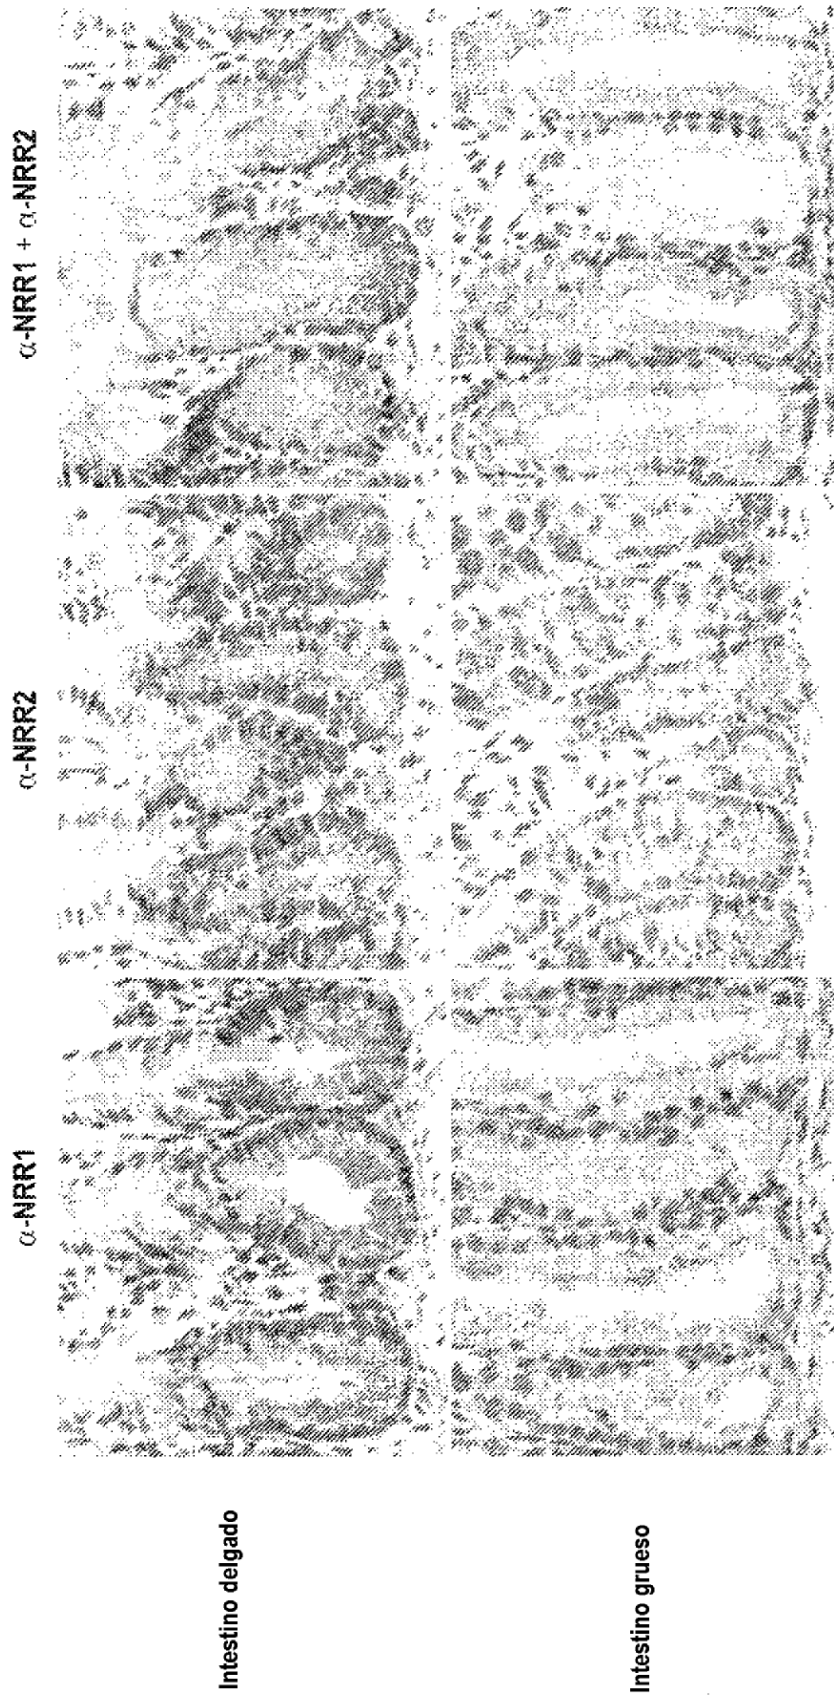 α-NRR1
α-NRR2
α-NRR1 + α-NRR2
Intestino delgado
Intestino grueso